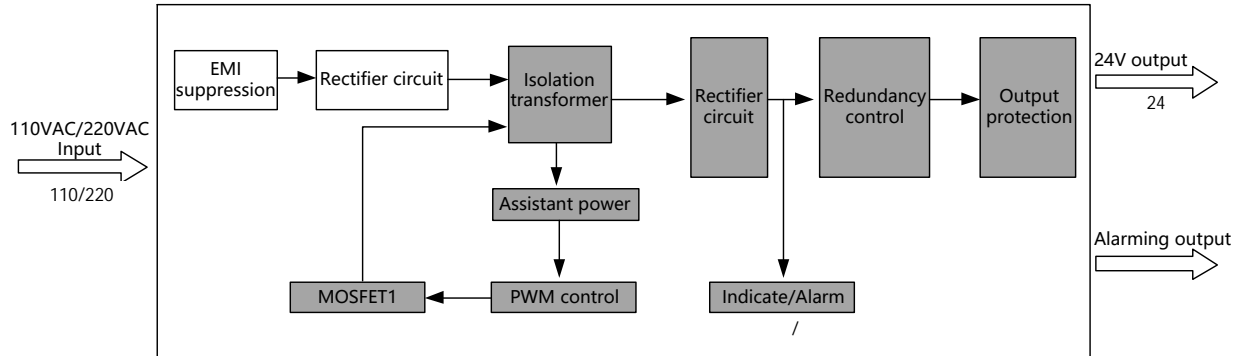 110VAC/220VAC
Input
110/220
EMI
suppression
Rectifier circuit
Isolation
transformer
Rectifier
circuit
Redundancy
control
Output
protection
24V output
24
Assistant power
MOSFET1
PWM control
Indicate/Alarm
/
Alarming output